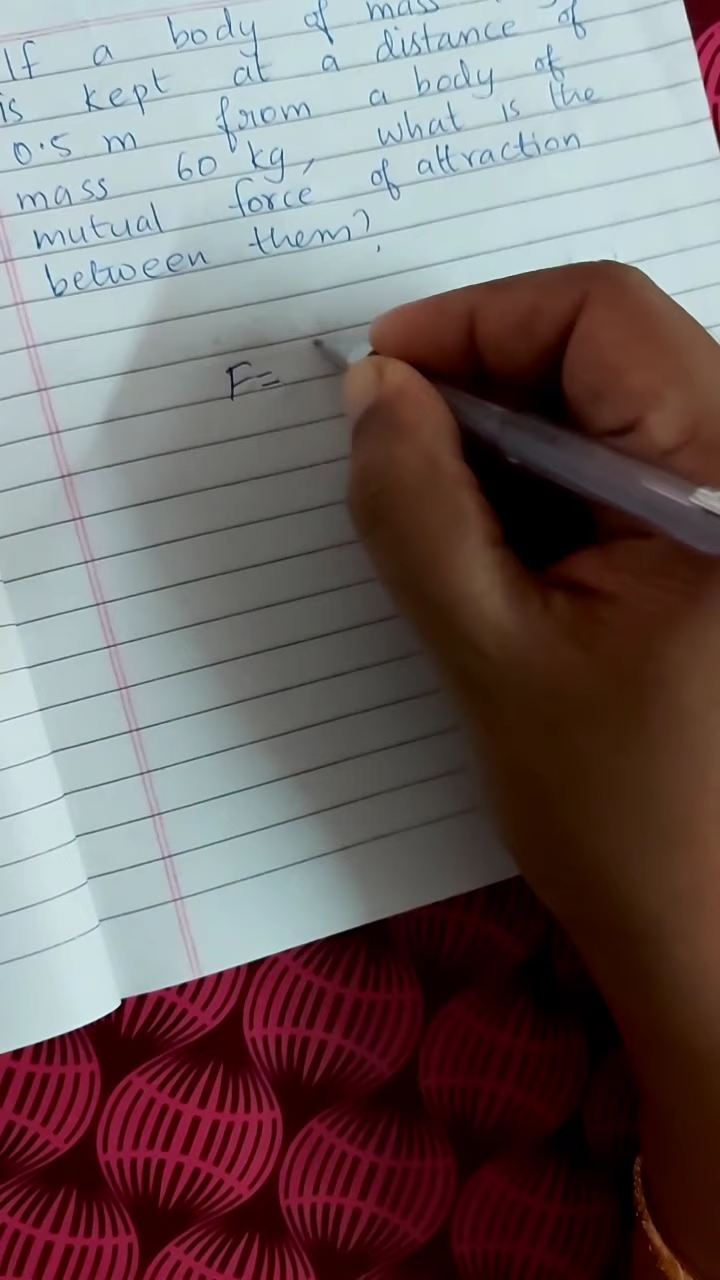 If a body of mass
is kept at a distance of
0.5 m from a body of
mass 60 kg, what is the
mutual force of attraction
between them?
F=